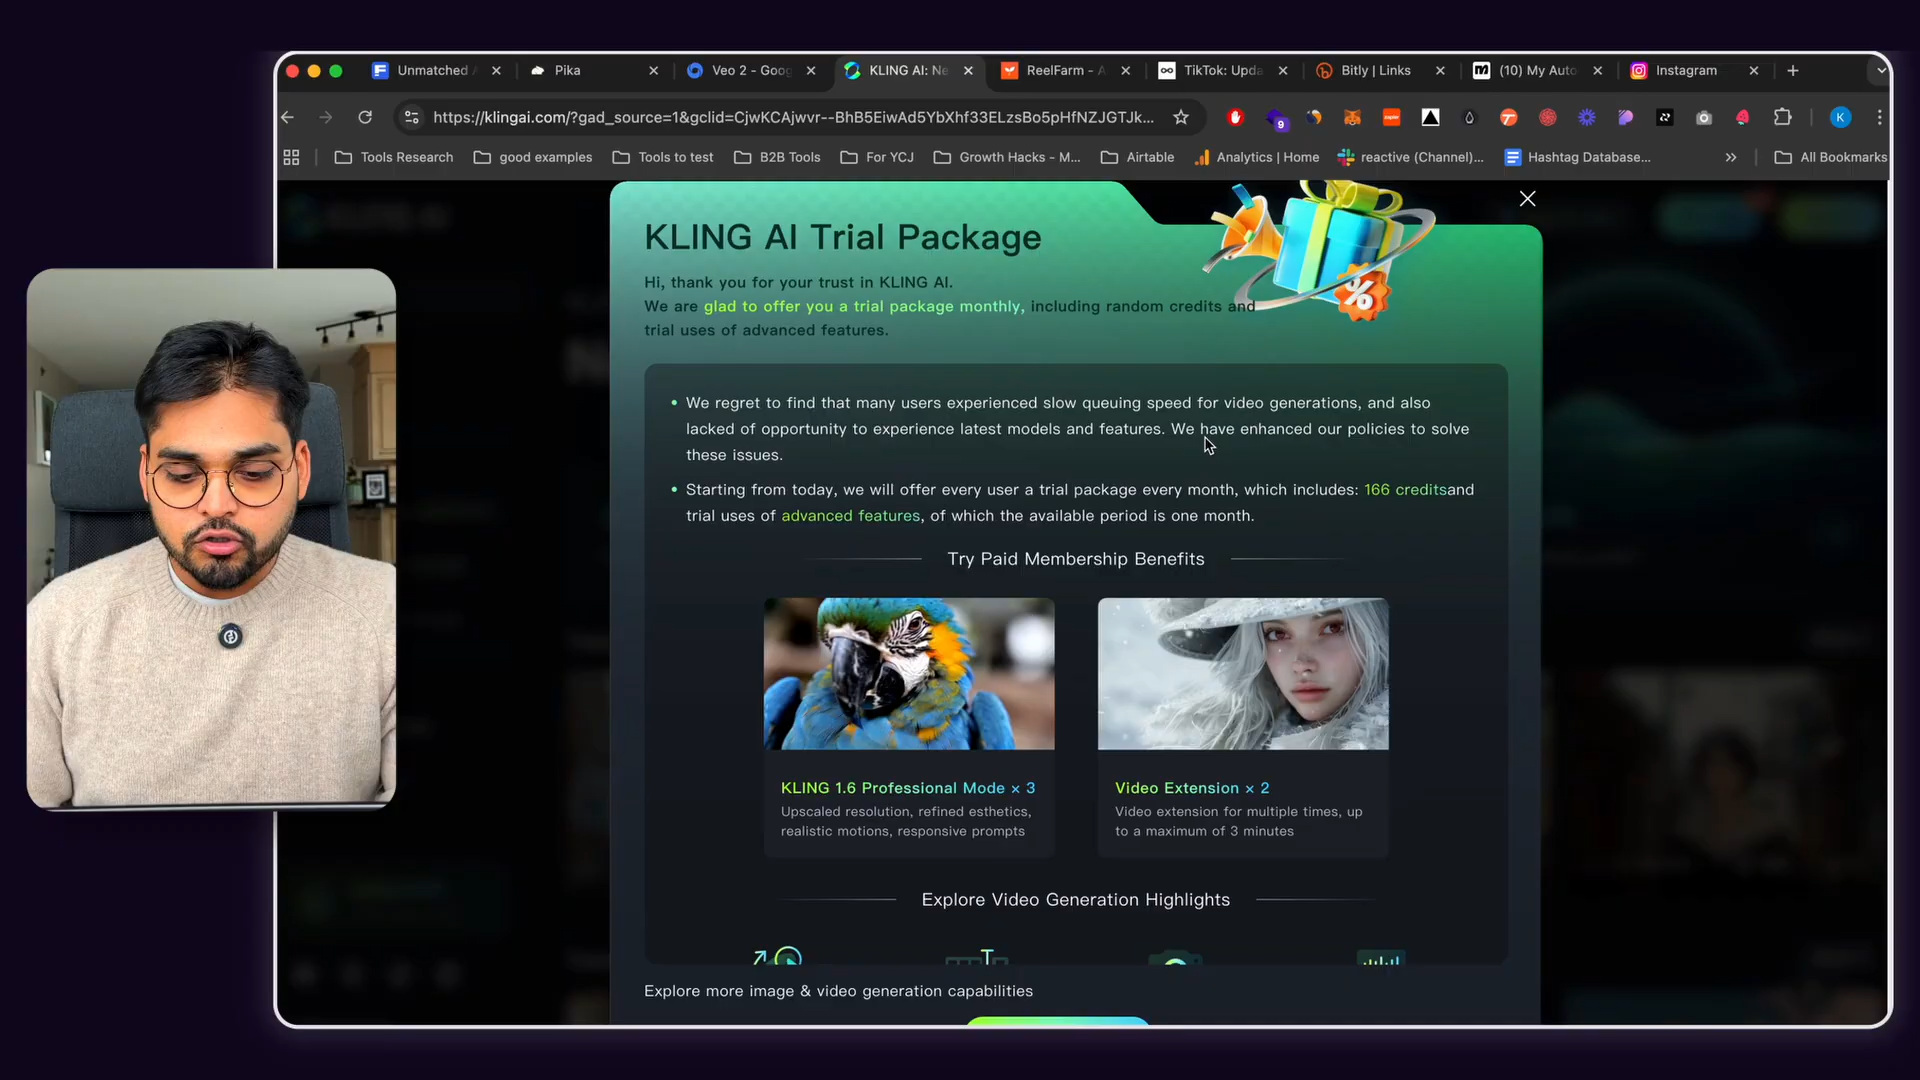 Unmatched
Pika
Veo 2 - Goog
KLING AI: Ne
ReelFarm - A
TikTok: Upda
Bitly | Links
(10) My Auto
Instagram
https://klingai.com/?gad_source=1&gclid=CjwKCAjwvr--BhB5EiwAd5YbXhf33ELzsBo5pHfNZJGTJk...
9
K
Tools Research
good examples
Tools to test
B2B Tools
For YCJ
Growth Hacks - M...
Airtable
Analytics | Home
reactive (Channel)...
Hashtag Database...
All Bookmarks
KLING AI
KLING AI Trial Package
Hi, thank you for your trust in KLING AI.
We are glad to offer you a trial package monthly, including random credits and
trial uses of advanced features.
%
• We regret to find that many users experienced slow queuing speed for video generations, and also
lacked of opportunity to experience latest models and features. We have enhanced our policies to solve
these issues.
• Starting from today, we will offer every user a trial package every month, which includes: 166 creditsand
trial uses of advanced features, of which the available period is one month.
Try Paid Membership Benefits
KLING 1.6 Professional Mode × 3
Upscaled resolution, refined esthetics,
realistic motions, responsive prompts
Video Extension × 2
Video extension for multiple times, up
to a maximum of 3 minutes
Explore Video Generation Highlights
Explore more image & video generation capabilities